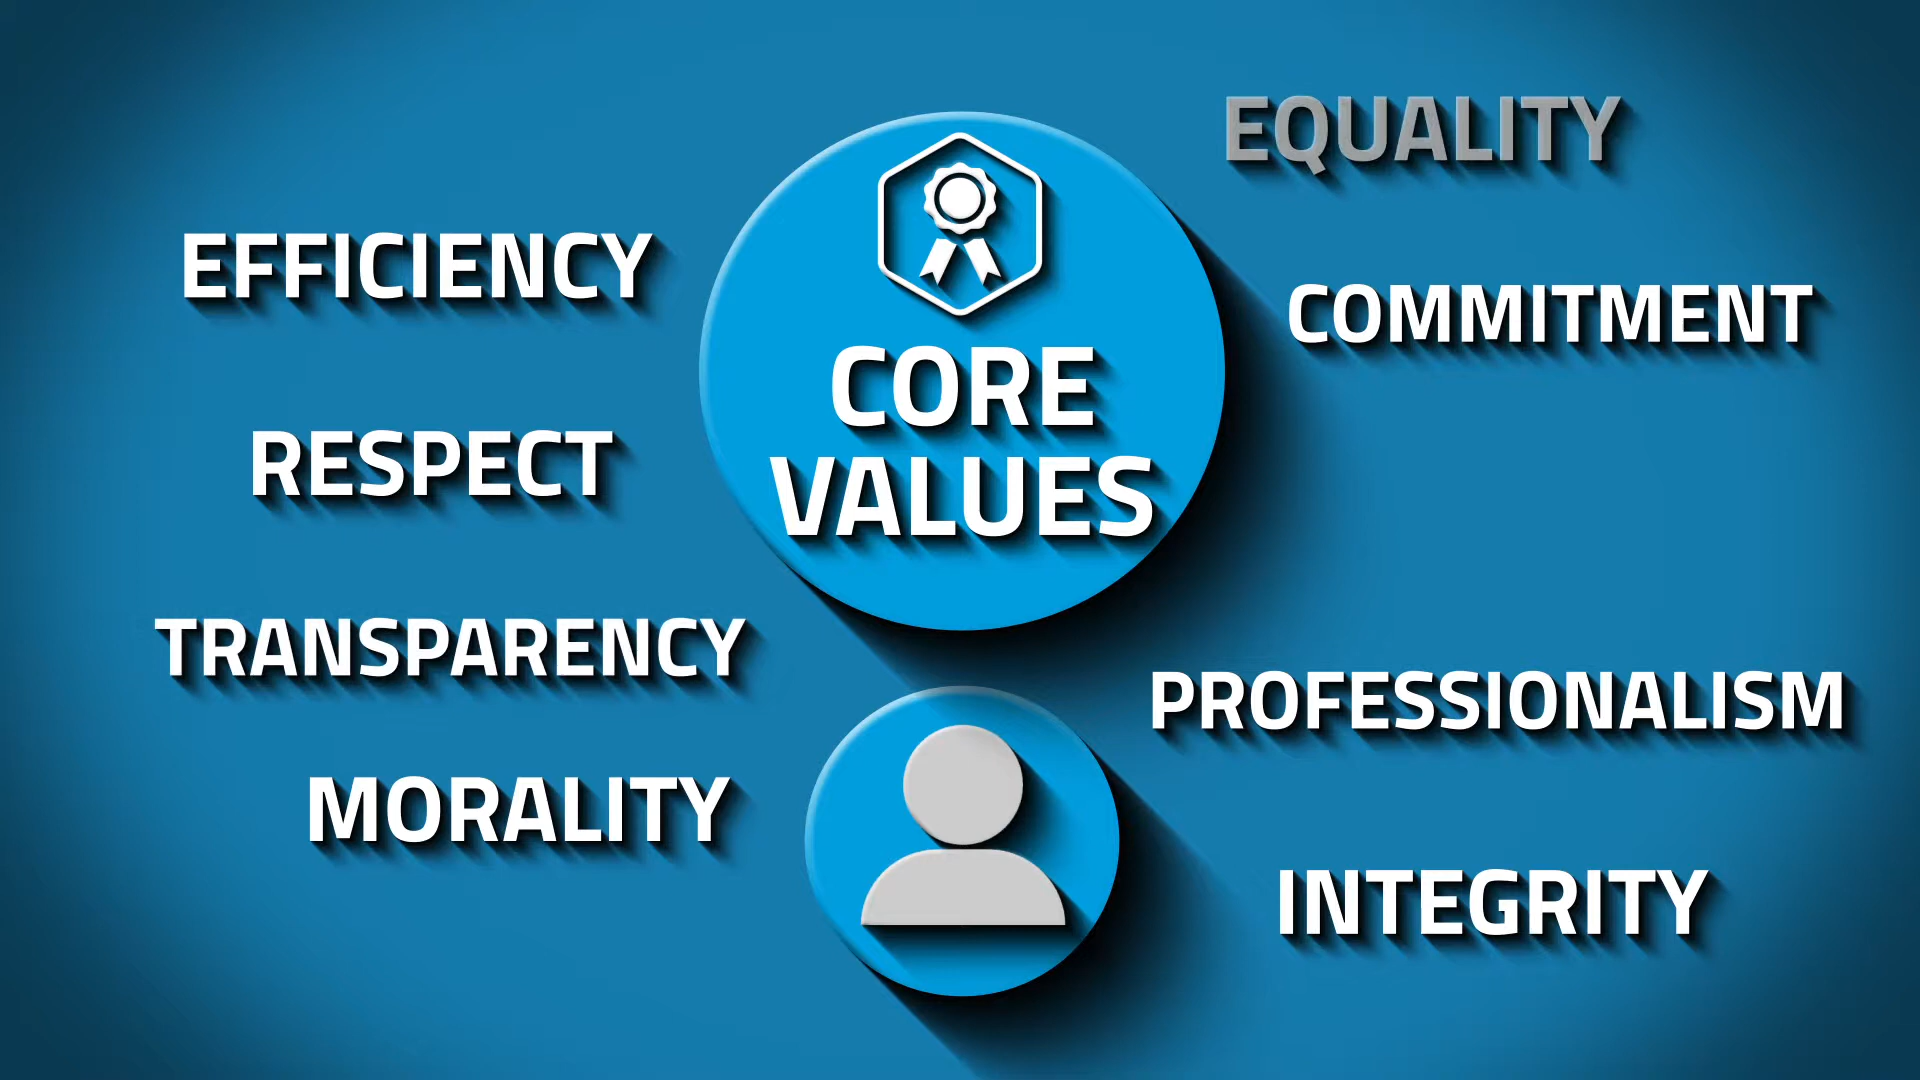 CORE
VALUES
EFFICIENCY
RESPECT
TRANSPARENCY
MORALITY
EQUALITY
COMMITMENT
PROFESSIONALISM
INTEGRITY